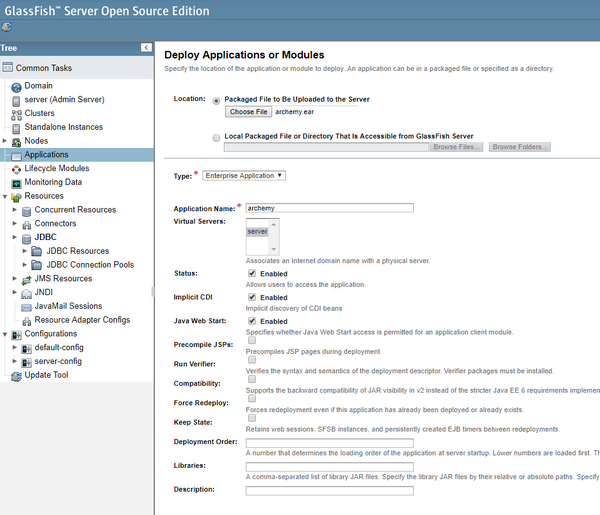 GlassFish™ Server Open Source Edition
Tree
Common Tasks
Domain
server (Admin Server)
Clusters
Standalone Instances
Nodes
Applications
Lifecycle Modules
Monitoring Data
Resources
Concurrent Resources
Connectors
JDBC
JDBC Resources
JDBC Connection Pools
JMS Resources
JNDI
JavaMail Sessions
Resource Adapter Configs
Configurations
default-config
server-config
Update Tool
Deploy Applications or Modules
Specify the location of the application or module to deploy. An application can be in a packaged file or specified as a directory.
Location: Packaged File to Be Uploaded to the Server
Choose File archemy.ear
Local Packaged File or Directory That Is Accessible from GlassFish Server
Browse Files... Browse Folders...
Type: * Enterprise Application
Application Name: * archemy
Virtual Servers:
server
Associates an Internet domain name with a physical server.
Status: Enabled
Allows users to access the application.
Implicit CDI Enabled
Implicit discovery of CDI beans
Java Web Start: Enabled
Specifies whether Java Web Start access is permitted for an application client module.
Precompile JSPs:
Precompiles JSP pages during deployment.
Run Verifier:
Verifies the syntax and semantics of the deployment descriptor. Verifier packages must be installed.
Compatibility:
Supports the backward compatibility of JAR visibility in v2 instead of the stricter Java EE 6 requirements implemen
Force Redeploy:
Forces redeployment even if this application has already been deployed or already exists.
Keep State:
Retains web sessions, SFSB instances, and persistently created EJB timers between redeployments.
Deployment Order:
A number that determines the loading order of the application at server startup. Lower numbers are loaded first. Th
Libraries:
A comma-separated list of library JAR files. Specify the library JAR files by their relative or absolute paths. Specify
Description: